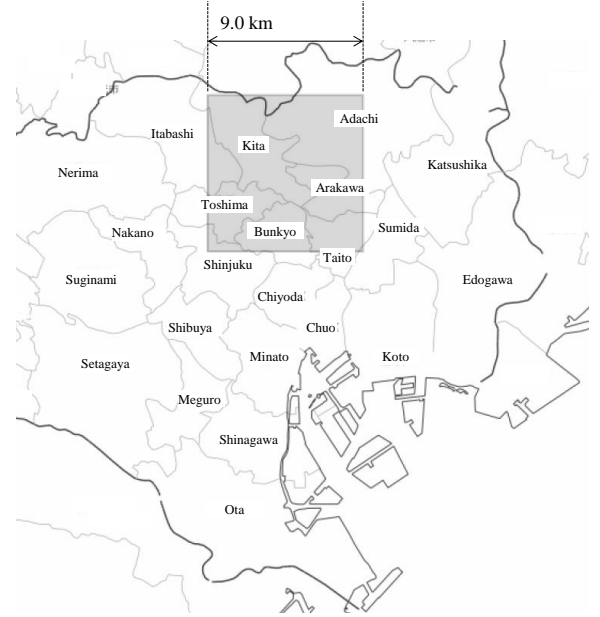 9.0 km
Adachi
Itabashi
Kita
Katsushika
Nerima
Arakawa
Toshima
Sumida
Nakano
Bunkyo
Taito
Shinjuku
Suginami
Edogawa
Chiyoda
Shibuya
Chuo
Minato
Koto
Setagaya
Meguro
Shinagawa
Ota